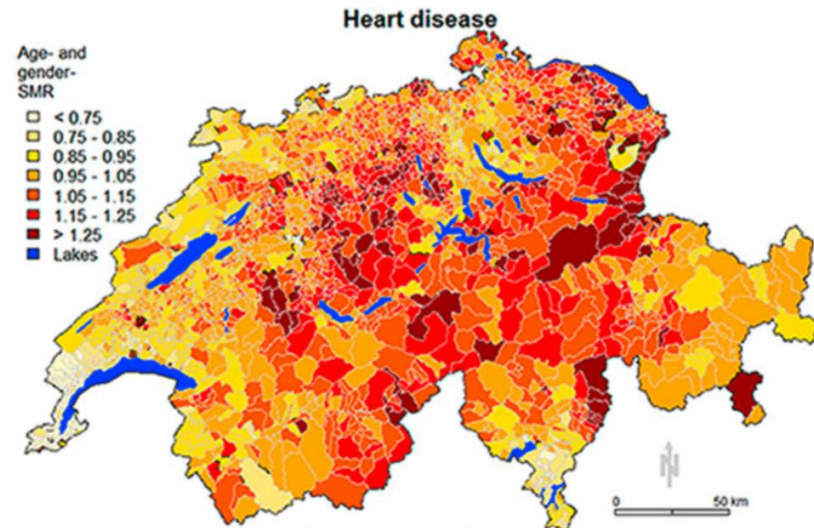 Heart disease
Age- and
gender-
SMR
< 0.75
0.75 - 0.85
0.85 - 0.95
0.95 - 1.05
1.05 - 1.15
1.15 - 1.25
> 1.25
Lakes
N
0 50 km